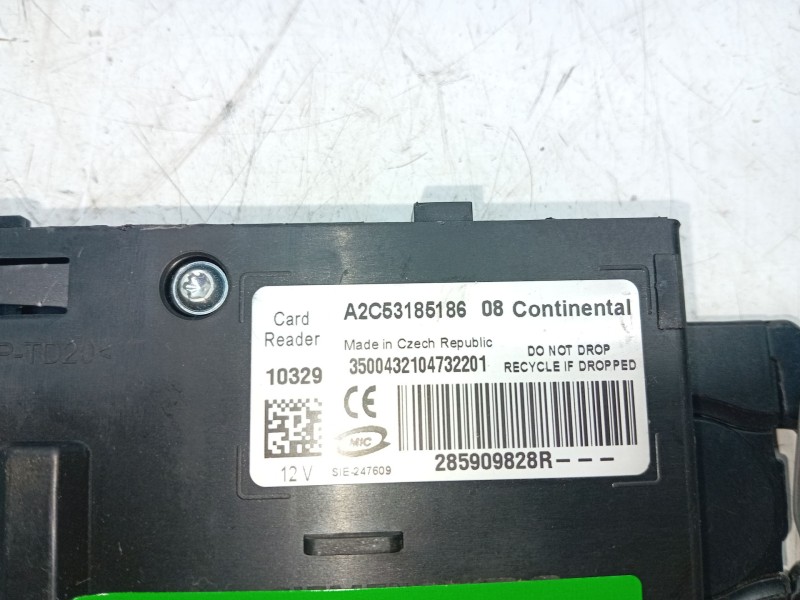 Card Reader
A2C53185186 08 Continental
Made in Czech Republic
10329
3500432104732201
DO NOT DROP
RECYCLE IF DROPPED
CE
MIC
12 V
SIE-247609
285909828R---